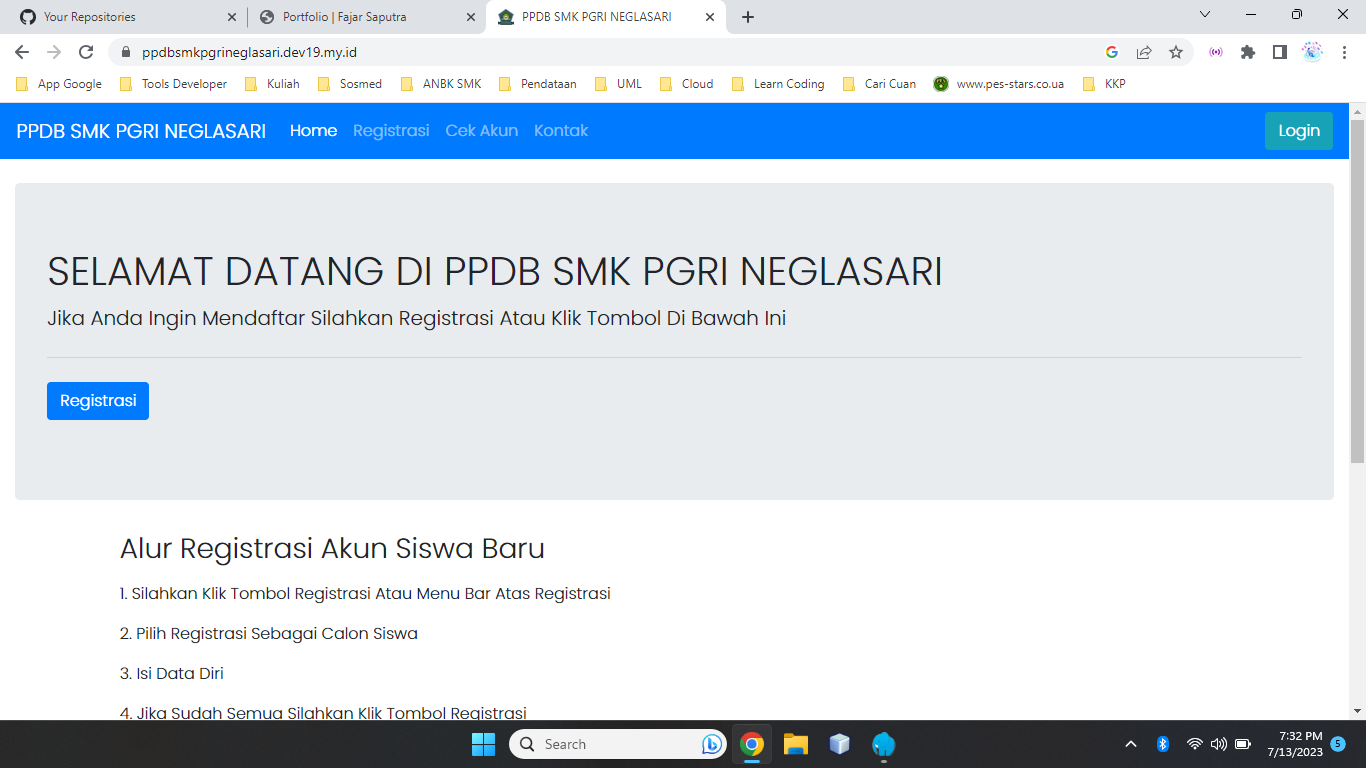 Your Repositories
Portfolio | Fajar Saputra
PPDB SMK PGRI NEGLASARI
ppdbsmkpgrineglasari.dev19.my.id
App Google Tools Developer Kuliah Sosmed ANBK SMK Pendataan UML Cloud Learn Coding Cari Cuan www.pes-stars.co.ua KKP
PPDB SMK PGRI NEGLASARI Home Registrasi Cek Akun Kontak Login
SELAMAT DATANG DI PPDB SMK PGRI NEGLASARI
Jika Anda Ingin Mendaftar Silahkan Registrasi Atau Klik Tombol Di Bawah Ini
Registrasi
Alur Registrasi Akun Siswa Baru
1. Silahkan Klik Tombol Registrasi Atau Menu Bar Atas Registrasi
2. Pilih Registrasi Sebagai Calon Siswa
3. Isi Data Diri
4. Jika Sudah Semua Silahkan Klik Tombol Registrasi
Search
7:32 PM
7/13/2023
5